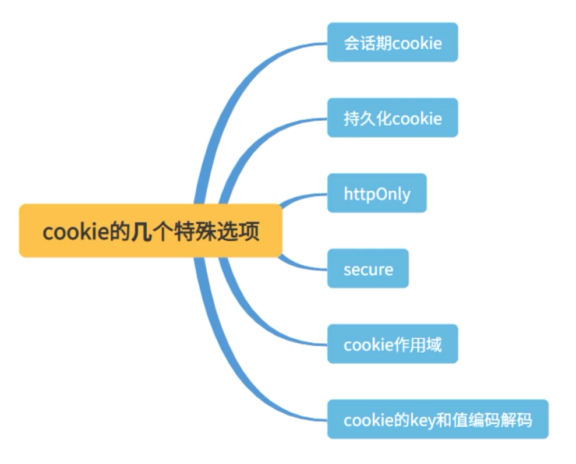 会话期cookie
持久化cookie
httpOnly
cookie的几个特殊选项
secure
cookie作用域
cookie的key和值编码解码